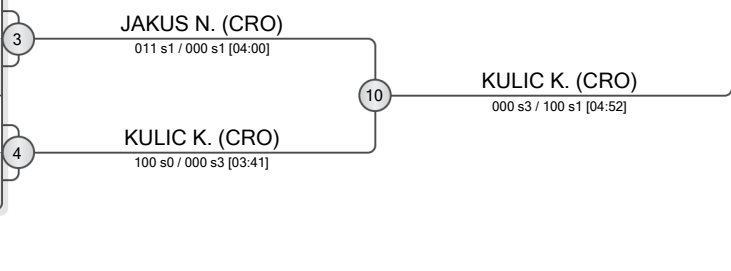 3
JAKUS N. (CRO)
011 s1 / 000 s1 [04:00]
10
KULIC K. (CRO)
000 s3 / 100 s1 [04:52]
4
KULIC K. (CRO)
100 s0 / 000 s3 [03:41]